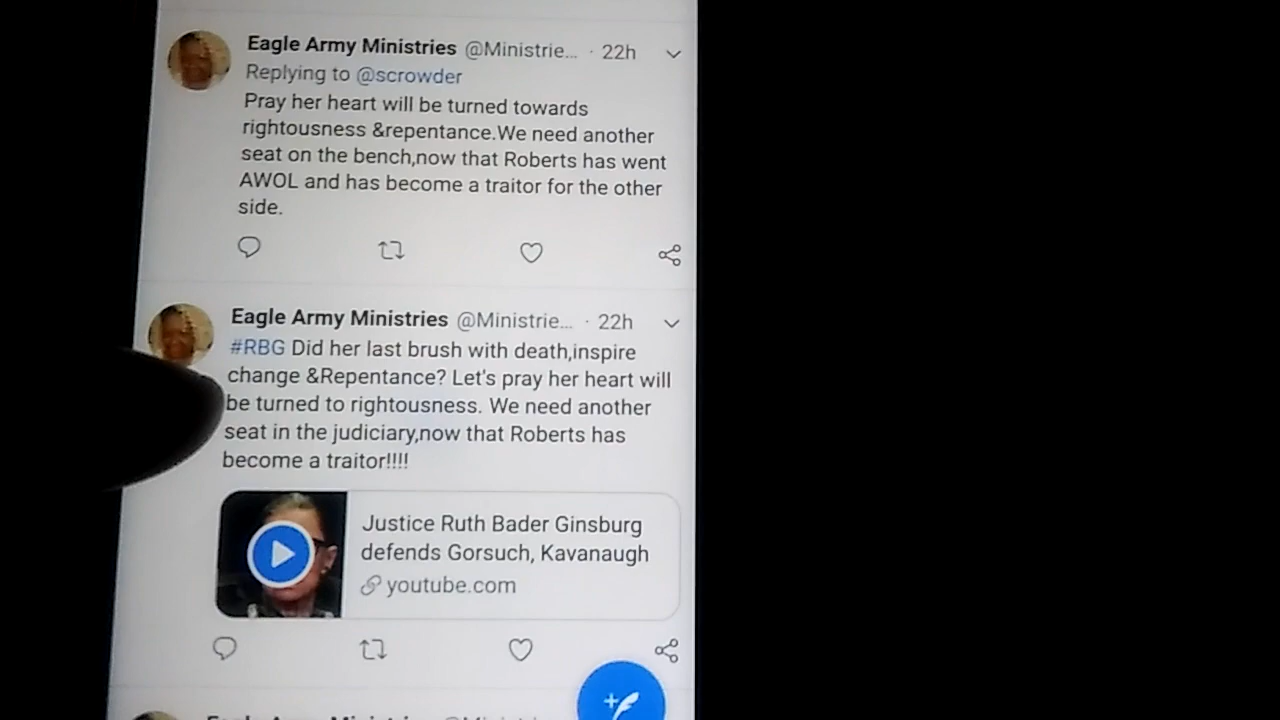 Eagle Army Ministries @Ministrie... · 22h
Replying to @scrowder
Pray her heart will be turned towards
rightousness &repentance.We need another
seat on the bench,now that Roberts has went
AWOL and has become a traitor for the other
side.
Eagle Army Ministries @Ministrie... · 22h
#RBG Did her last brush with death,inspire
change &Repentance? Let's pray her heart will
be turned to rightousness. We need another
seat in the judiciary,now that Roberts has
become a traitor!!!!
Justice Ruth Bader Ginsburg
defends Gorsuch, Kavanaugh
youtube.com